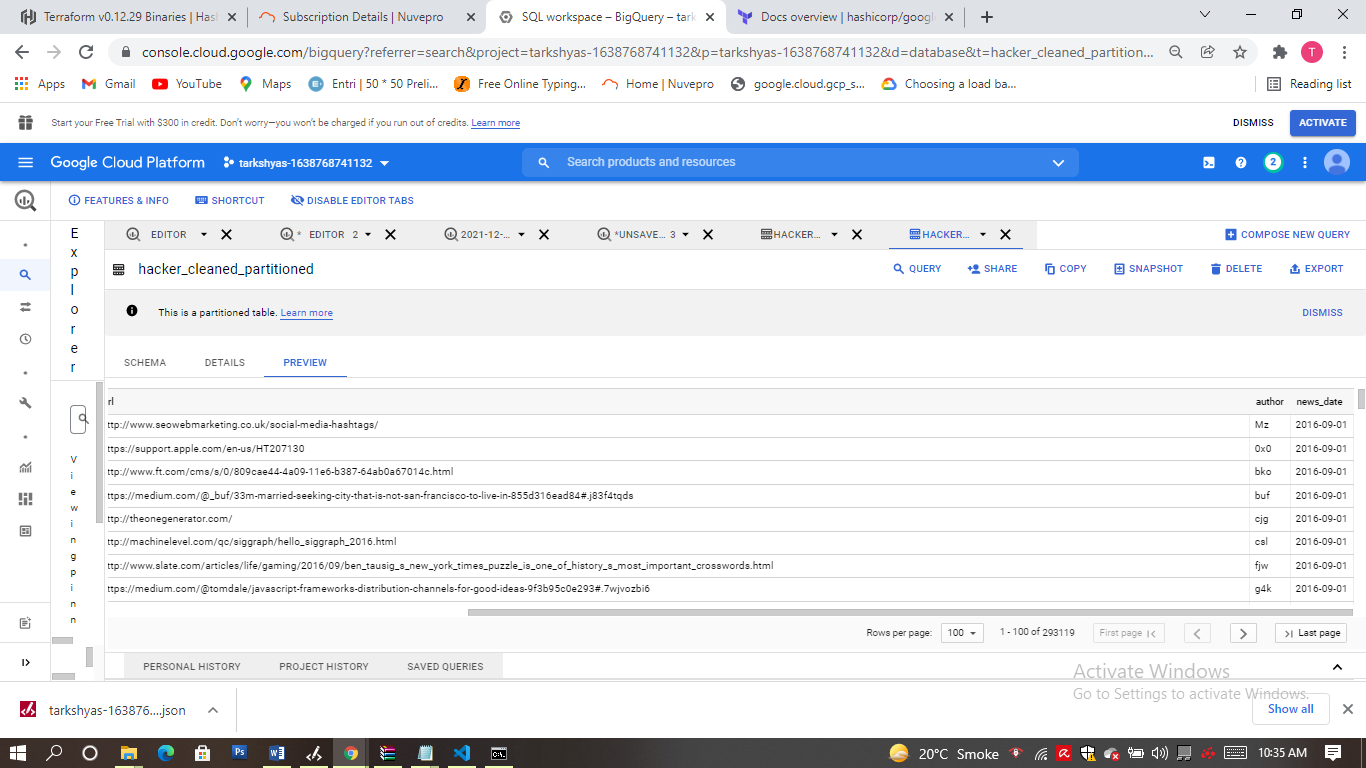 Terraform v0.12.29 Binaries | Hash
Subscription Details | Nuvepro
SQL workspace – BigQuery – tark
Docs overview | hashicorp/google
console.cloud.google.com/bigquery?referrer=search&project=tarkshyas-1638768741132&p=tarkshyas-1638768741132&d=database&t=hacker_cleaned_partition...
T
Apps
Gmail
YouTube
Maps
Entri | 50 * 50 Preli...
Free Online Typing...
Home | Nuvepro
google.cloud.gcp_s...
Choosing a load ba...
Reading list
Start your Free Trial with $300 in credit. Don't worry—you won't be charged if you run out of credits. Learn more
DISMISS
ACTIVATE
Google Cloud Platform
tarkshyas-1638768741132
Search products and resources
2
FEATURES & INFO
SHORTCUT
DISABLE EDITOR TABS
Explorer
EDITOR
* EDITOR 2
2021-12-...
*UNSAVE... 3
HACKER...
HACKER...
COMPOSE NEW QUERY
hacker_cleaned_partitioned
QUERY
SHARE
COPY
SNAPSHOT
DELETE
EXPORT
This is a partitioned table. Learn more
DISMISS
SCHEMA
DETAILS
PREVIEW
rl author news_date
ttp://www.seowebmarketing.co.uk/social-media-hashtags/ Mz 2016-09-01
ttps://support.apple.com/en-us/HT207130 0x0 2016-09-01
ttp://www.ft.com/cms/s/0/809cae44-4a09-11e6-b387-64ab0a67014c.html bko 2016-09-01
ttps://medium.com/@_buf/33m-married-seeking-city-that-is-not-san-francisco-to-live-in-855d316ead84#.j83f4tqds buf 2016-09-01
ttp://theonegenerator.com/ cjg 2016-09-01
ttp://machinelevel.com/qc/siggraph/hello_siggraph_2016.html csl 2016-09-01
ttp://www.slate.com/articles/life/gaming/2016/09/ben_tausig_s_new_york_times_puzzle_is_one_of_history_s_most_important_crosswords.html fjw 2016-09-01
ttps://medium.com/@tomdale/javascript-frameworks-distribution-channels-for-good-ideas-9f3b95c0e293#.7wjvozbi6 g4k 2016-09-01
Viewing pinn
Rows per page:
100
1 - 100 of 293119
First page
Last page
PERSONAL HISTORY
PROJECT HISTORY
SAVED QUERIES
Activate Windows
Go to Settings to activate Windows.
tarkshyas-163876....json
Show all
20°C Smoke
10:35 AM